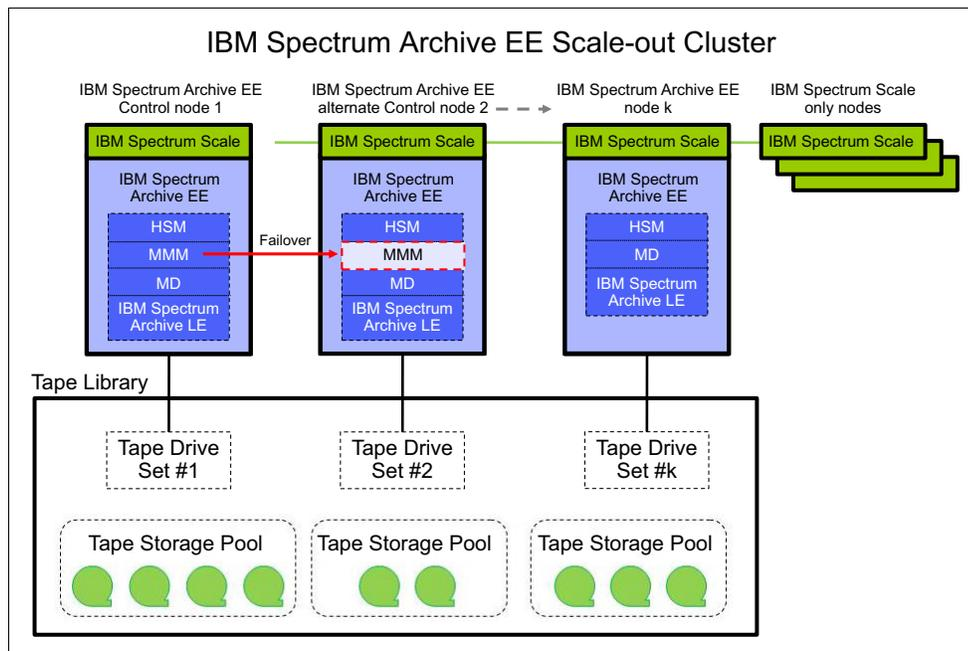 IBM Spectrum Archive EE Scale-out Cluster
IBM Spectrum Archive EE
Control node 1
IBM Spectrum Archive EE
alternate Control node 2
IBM Spectrum Archive EE
node k
IBM Spectrum Scale
only nodes
IBM Spectrum Scale
IBM Spectrum Scale
IBM Spectrum Scale
IBM Spectrum Scale
IBM Spectrum
Archive EE
HSM
MMM
MD
IBM Spectrum
Archive LE
Failover
IBM Spectrum
Archive EE
HSM
MMM
MD
IBM Spectrum
Archive LE
IBM Spectrum
Archive EE
HSM
MD
IBM Spectrum
Archive LE
Tape Library
Tape Drive
Set #1
Tape Drive
Set #2
Tape Drive
Set #k
Tape Storage Pool
Tape Storage Pool
Tape Storage Pool